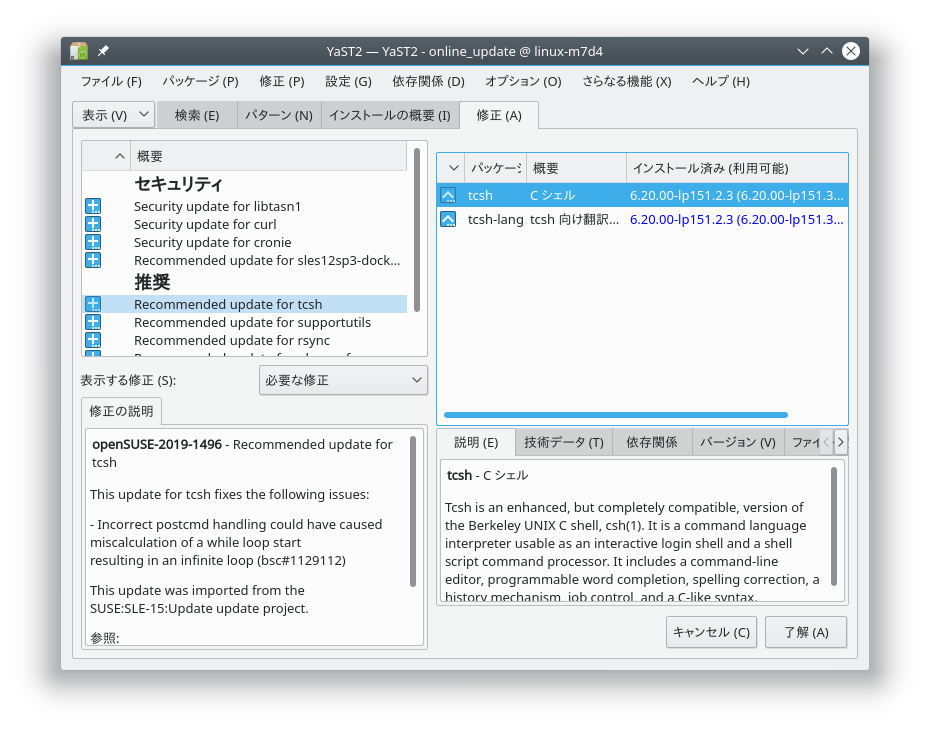 YaST2 — YaST2 - online_update @ linux-m7d4
ファイル (F) パッケージ (P) 修正 (P) 設定 (G) 依存関係 (D) オプション (O) さらなる機能 (X) ヘルプ (H)
表示 (V) 検索 (E) パターン (N) インストールの概要 (I) 修正 (A)
概要
セキュリティ
Security update for libtasn1
Security update for curl
Security update for cronie
Recommended update for sles12sp3-dock...
推奨
Recommended update for tcsh
Recommended update for supportutils
Recommended update for rsync
表示する修正 (S): 必要な修正
修正の説明
openSUSE-2019-1496 - Recommended update for
tcsh
This update for tcsh fixes the following issues:
- Incorrect postcmd handling could have caused
miscalculation of a while loop start
resulting in an infinite loop (bsc#1129112)
This update was imported from the
SUSE:SLE-15:Update update project.
参照:
パッケージ 概要 インストール済み (利用可能)
tcsh C シェル 6.20.00-lp151.2.3 (6.20.00-lp151.3...
tcsh-lang tcsh 向け翻訳... 6.20.00-lp151.2.3 (6.20.00-lp151.3...
説明 (E) 技術データ (T) 依存関係 バージョン (V) ファイ
tcsh - C シェル
Tcsh is an enhanced, but completely compatible, version of
the Berkeley UNIX C shell, csh(1). It is a command language
interpreter usable as an interactive login shell and a shell
script command processor. It includes a command-line
editor, programmable word completion, spelling correction, a
history mechanism, job control, and a C-like syntax.
キャンセル (C) 了解 (A)